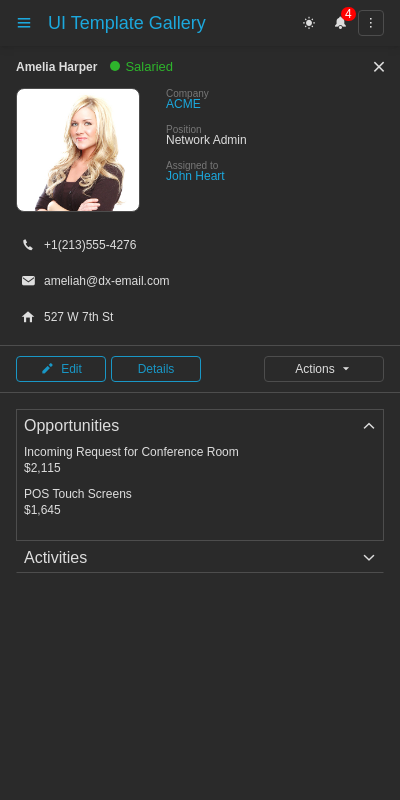 UI Template Gallery
4
Amelia Harper
Salaried
Company
ACME
Position
Network Admin
Assigned to
John Heart
+1(213)555-4276
ameliah@dx-email.com
527 W 7th St
Edit
Details
Actions
Opportunities
Incoming Request for Conference Room
$2,115
POS Touch Screens
$1,645
Activities